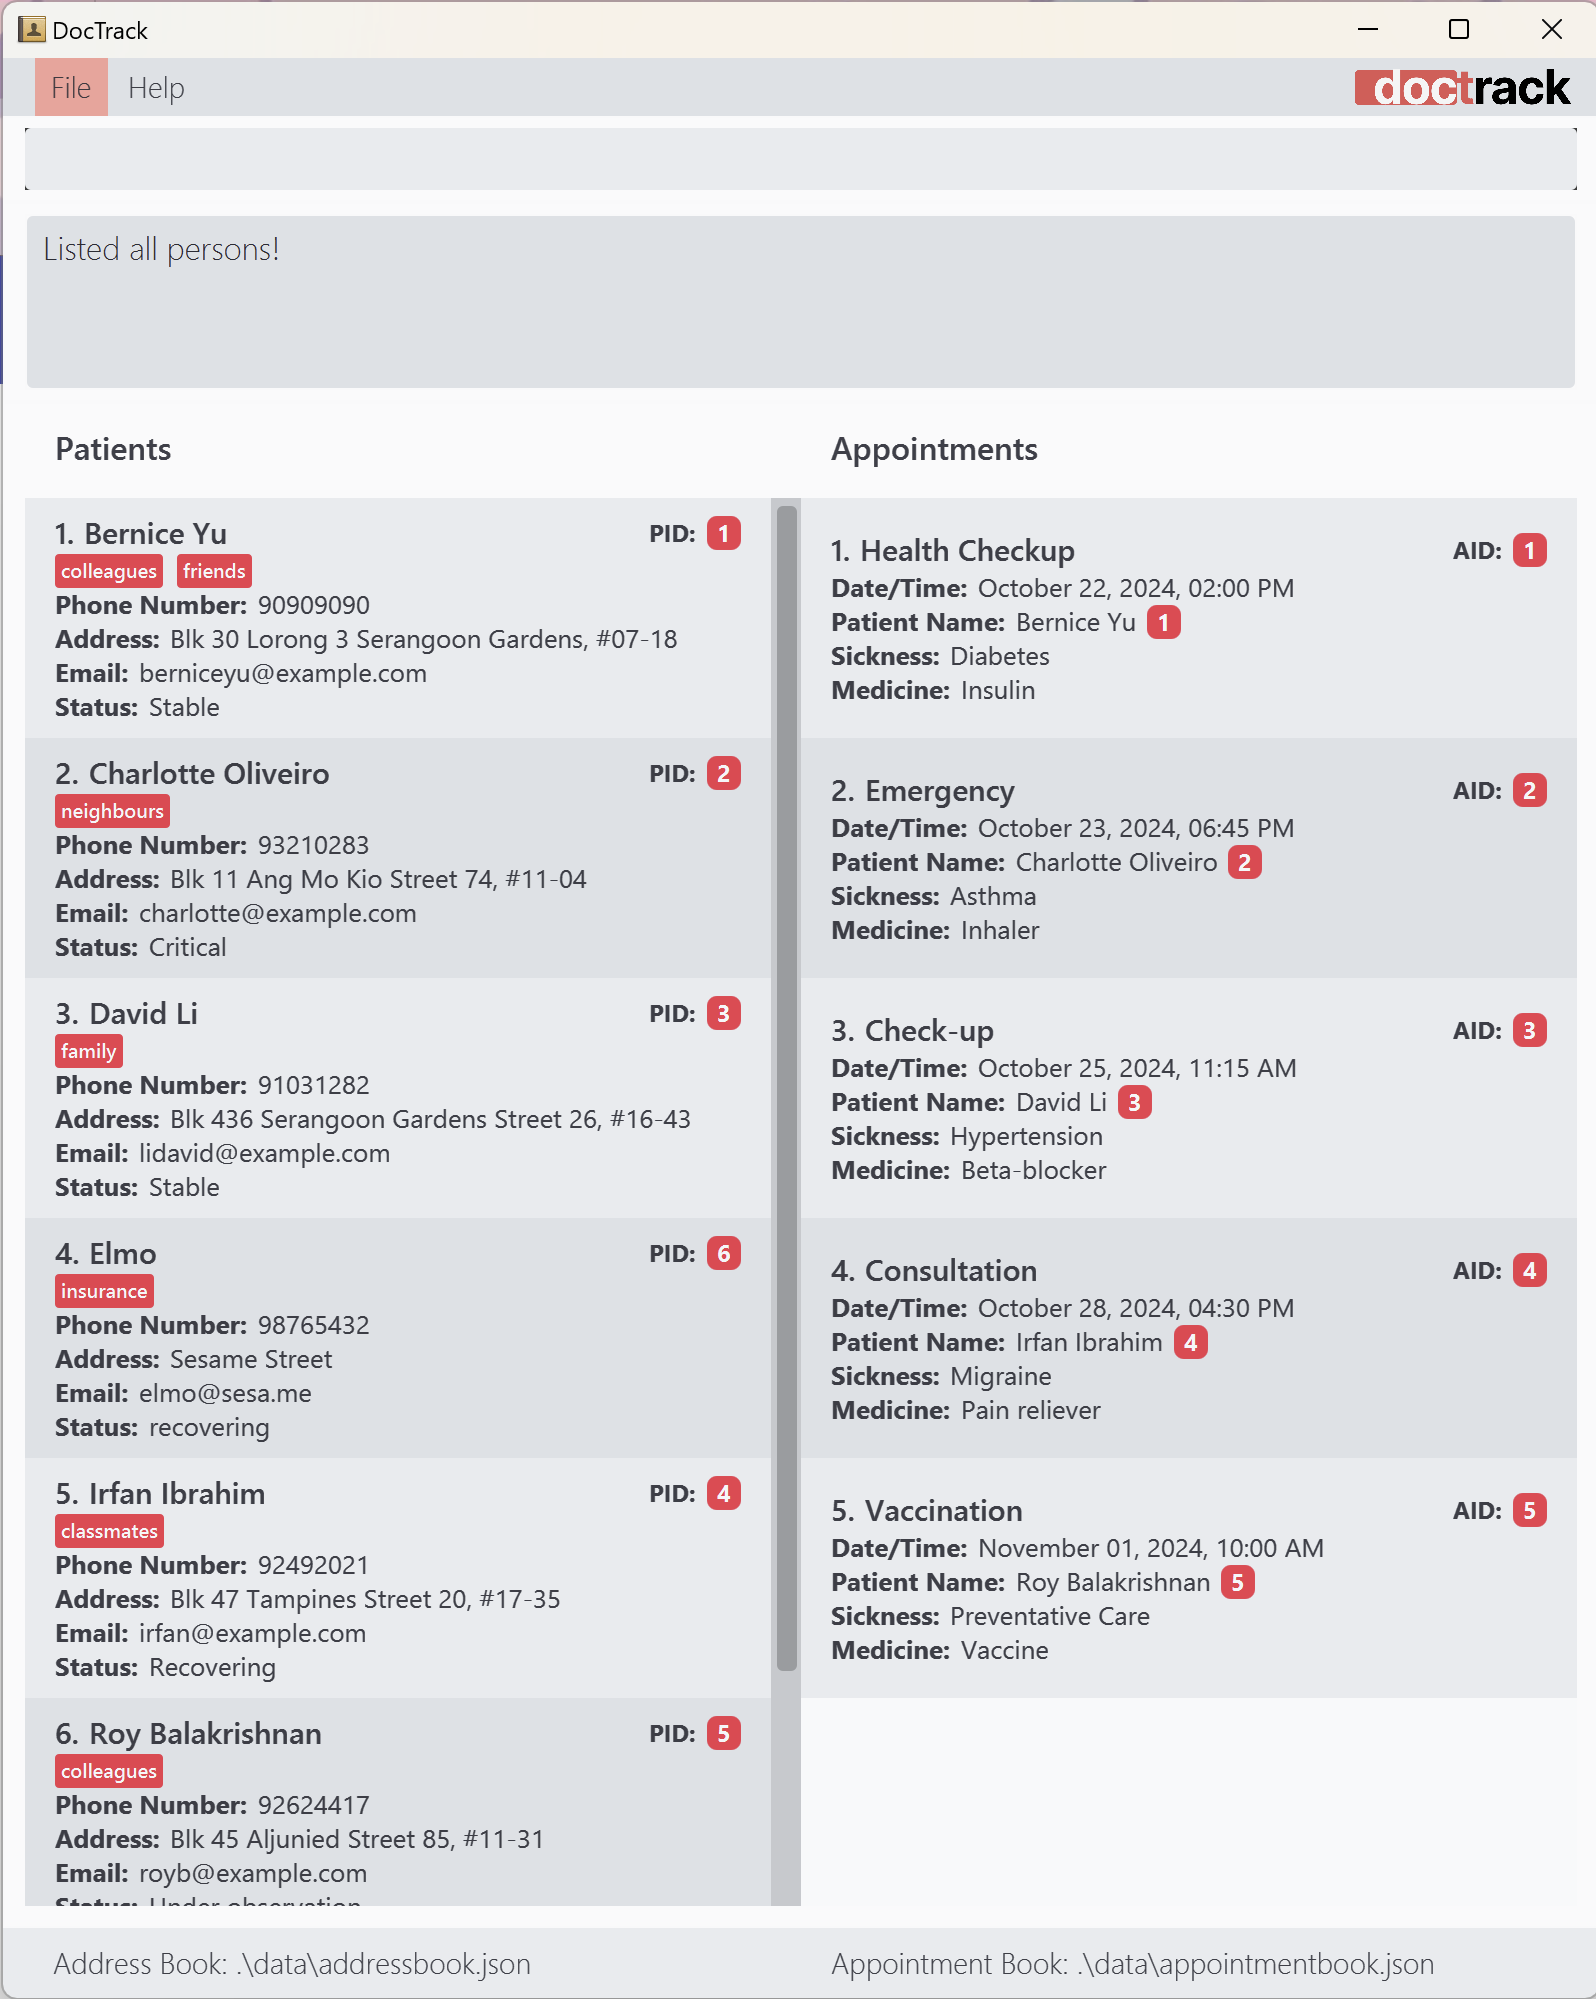 DocTrack
File Help
doctrack
Listed all persons!
Patients
1. Bernice Yu PID: 1
colleagues friends
Phone Number: 90909090
Address: Blk 30 Lorong 3 Serangoon Gardens, #07-18
Email: berniceyu@example.com
Status: Stable
2. Charlotte Oliveiro PID: 2
neighbours
Phone Number: 93210283
Address: Blk 11 Ang Mo Kio Street 74, #11-04
Email: charlotte@example.com
Status: Critical
3. David Li PID: 3
family
Phone Number: 91031282
Address: Blk 436 Serangoon Gardens Street 26, #16-43
Email: lidavid@example.com
Status: Stable
4. Elmo PID: 6
insurance
Phone Number: 98765432
Address: Sesame Street
Email: elmo@sesa.me
Status: recovering
5. Irfan Ibrahim PID: 4
classmates
Phone Number: 92492021
Address: Blk 47 Tampines Street 20, #17-35
Email: irfan@example.com
Status: Recovering
6. Roy Balakrishnan PID: 5
colleagues
Phone Number: 92624417
Address: Blk 45 Aljunied Street 85, #11-31
Email: royb@example.com
Status: Under observation
Appointments
1. Health Checkup AID: 1
Date/Time: October 22, 2024, 02:00 PM
Patient Name: Bernice Yu 1
Sickness: Diabetes
Medicine: Insulin
2. Emergency AID: 2
Date/Time: October 23, 2024, 06:45 PM
Patient Name: Charlotte Oliveiro 2
Sickness: Asthma
Medicine: Inhaler
3. Check-up AID: 3
Date/Time: October 25, 2024, 11:15 AM
Patient Name: David Li 3
Sickness: Hypertension
Medicine: Beta-blocker
4. Consultation AID: 4
Date/Time: October 28, 2024, 04:30 PM
Patient Name: Irfan Ibrahim 4
Sickness: Migraine
Medicine: Pain reliever
5. Vaccination AID: 5
Date/Time: November 01, 2024, 10:00 AM
Patient Name: Roy Balakrishnan 5
Sickness: Preventative Care
Medicine: Vaccine
Address Book: .\data\addressbook.json
Appointment Book: .\data\appointmentbook.json